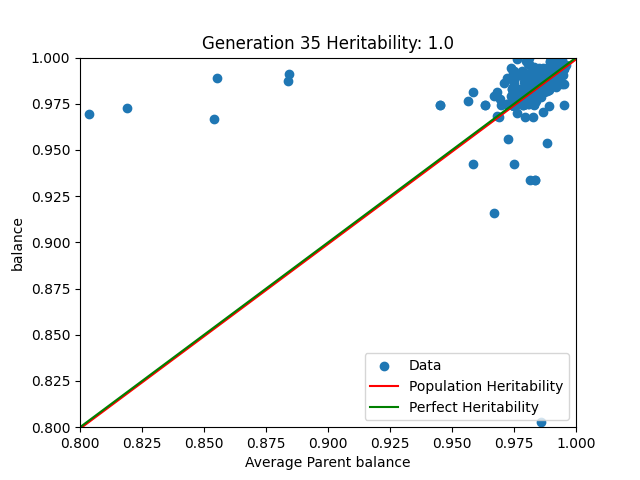 Generation 35 Heritability: 1.0
balance
1.000
0.975
0.950
0.925
0.900
0.875
0.850
0.825
0.800
Data
Population Heritability
Perfect Heritability
0.800 0.825 0.850 0.875 0.900 0.925 0.950 0.975 1.000
Average Parent balance